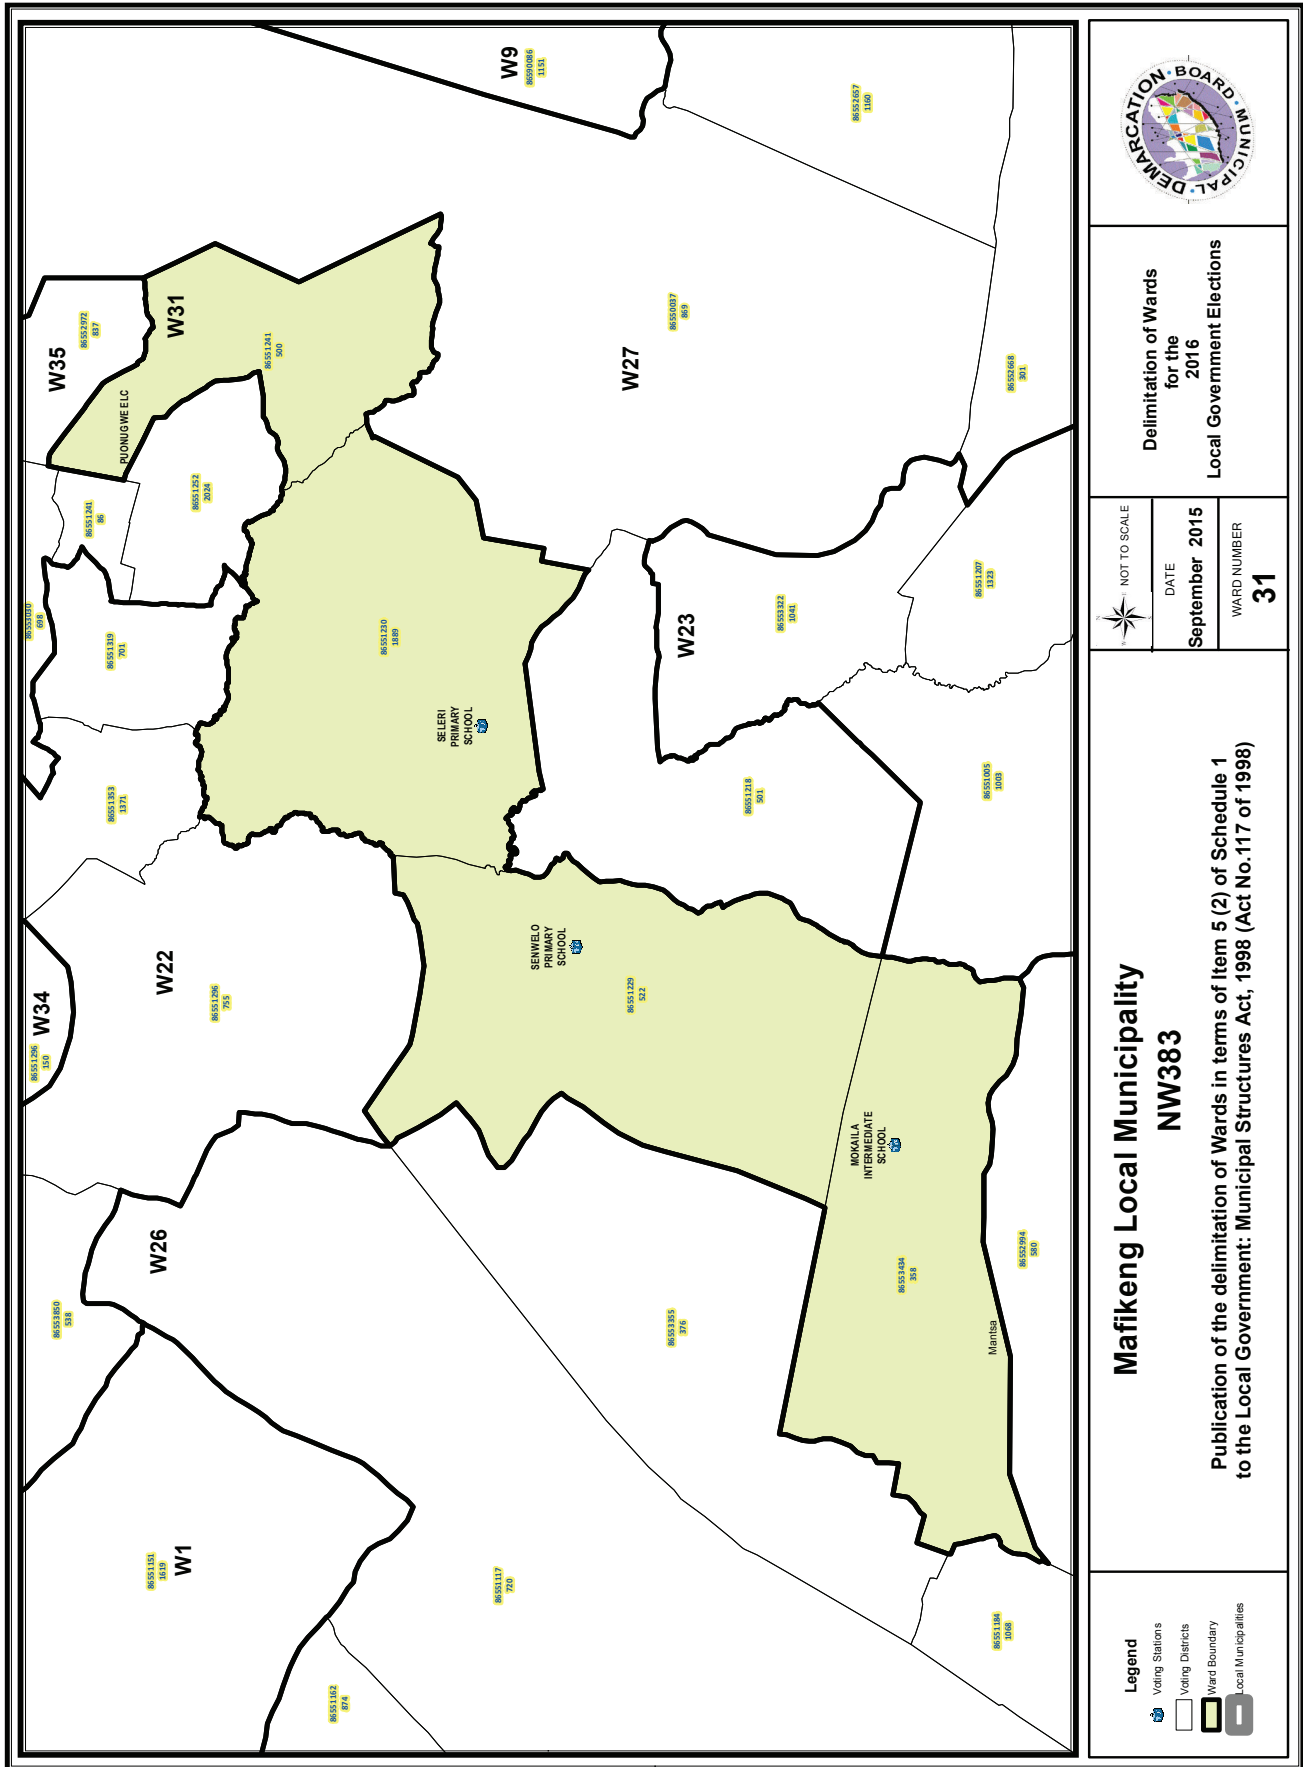 W9
86590086
1151
86552657
1160
W35
86552972
837
W31
PUONUGWE ELC
86551241
500
86550037
869
W27
86552668
301
86551252
2024
86551241
86
86553030
698
86551319
701
86551230
1889
SELERI
PRIMARY
SCHOOL
W23
86553322
1041
86551207
1323
86551353
1371
86551218
501
86551005
1003
W34
86551296
150
W22
86551296
755
SENWELO
PRIMARY
SCHOOL
86551229
522
MOKAILA
INTERMEDIATE
SCHOOL
W26
86553850
538
86553355
376
86553434
358
86552994
580
Mantsa
W1
86551151
1619
86551117
720
86551162
874
86551184
1068
Legend
Voting Stations
Voting Districts
Ward Boundary
Local Municipalities
Mafikeng Local Municipality
NW383
Publication of the delimitation of Wards in terms of Item 5 (2) of Schedule 1
to the Local Government: Municipal Structures Act, 1998 (Act No.117 of 1998)
NOT TO SCALE
DATE
September 2015
WARD NUMBER
31
Delimitation of Wards
for the
2016
Local Government Elections
MUNICIPAL · DEMARCATION · BOARD ·